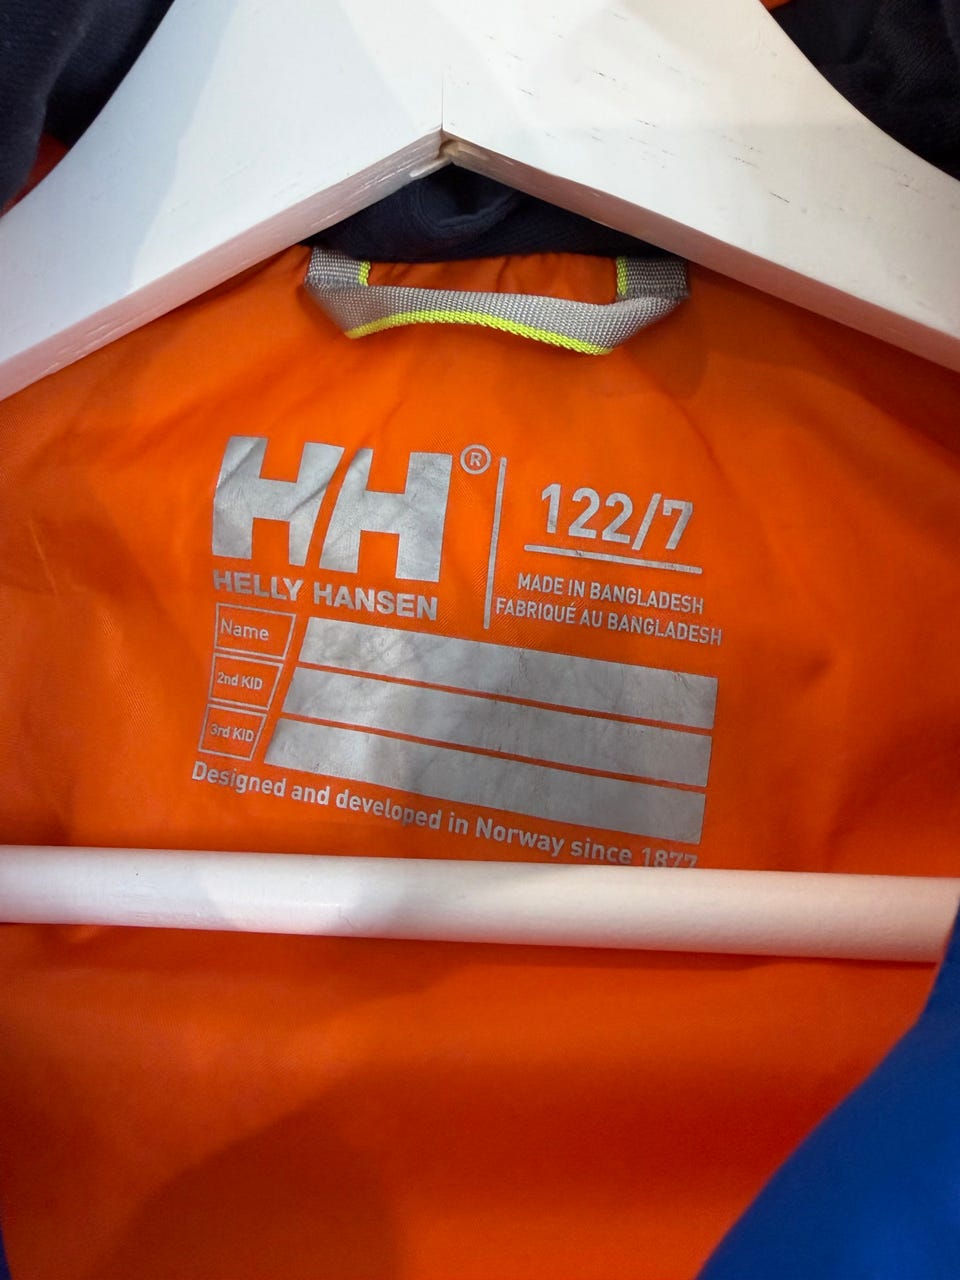 HH®
HELLY HANSEN
122/7
MADE IN BANGLADESH
FABRIQUÉ AU BANGLADESH
Name
2nd KID
3rd KID
Designed and developed in Norway since 1877